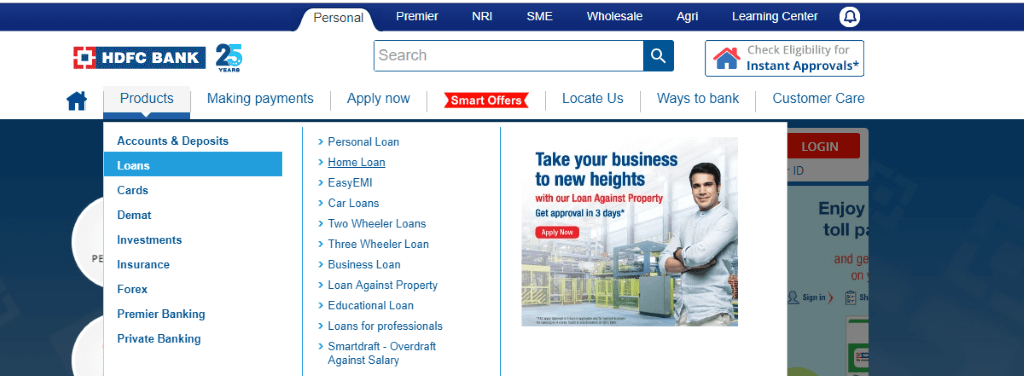 Personal
Premier
NRI
SME
Wholesale
Agri
Learning Center
HDFC BANK
25
YEARS
Search
Check Eligibility for
Instant Approvals*
Products
Making payments
Apply now
Smart Offers
Locate Us
Ways to bank
Customer Care
Accounts & Deposits
Loans
Cards
Demat
Investments
Insurance
Forex
Premier Banking
Private Banking
Personal Loan
Home Loan
EasyEMI
Car Loans
Two Wheeler Loans
Three Wheeler Loan
Business Loan
Loan Against Property
Educational Loan
Loans for professionals
Smartdraft - Overdraft
Against Salary
Take your business
to new heights
with our Loan Against Property
Get approval in 3 days*
Apply Now
LOGIN
ID
Enjoy
toll pa
and ge
on y
Sign in
Sh
PE